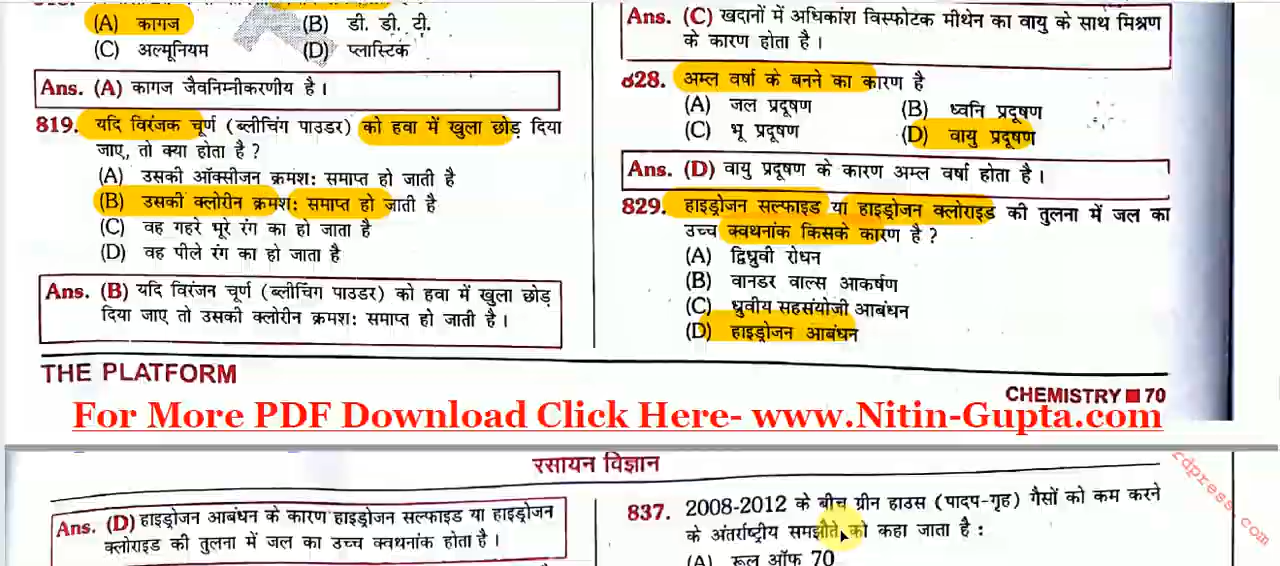 (A) कागज (B) डी. डी. टी.
(C) अल्मूनियम (D) प्लास्टिक
Ans. (A) कागज जैवनिम्नीकरणीय है।
819. यदि विरंजक चूर्ण (ब्लीचिंग पाउडर) को हवा में खुला छोड़ दिया
जाए, तो क्या होता है ?
(A) उसकी ऑक्सीजन क्रमश: समाप्त हो जाती है
(B) उसकी क्लोरीन क्रमश: समाप्त हो जाती है
(C) वह गहरे भूरे रंग का हो जाता है
(D) वह पीले रंग का हो जाता है
Ans. (B) यदि विरंजन चूर्ण (ब्लीचिंग पाउडर) को हवा में खुला छोड़
दिया जाए तो उसकी क्लोरीन क्रमश: समाप्त हो जाती है।
Ans. (C) खदानों में अधिकांश विस्फोटक मीथेन का वायु के साथ मिश्रण
के कारण होता है।
828. अम्ल वर्षा के बनने का कारण है
(A) जल प्रदूषण (B) ध्वनि प्रदूषण
(C) भू प्रदूषण (D) वायु प्रदूषण
Ans. (D) वायु प्रदूषण के कारण अम्ल वर्षा होता है।
829. हाइड्रोजन सल्फाइड या हाइड्रोजन क्लोराइड की तुलना में जल का
उच्च क्वथनांक किसके कारण है ?
(A) द्विध्रुवी रोधन
(B) वानडर वाल्स आकर्षण
(C) ध्रुवीय सहसंयोजी आबंधन
(D) हाइड्रोजन आबंधन
THE PLATFORM
CHEMISTRY ■ 70
For More PDF Download Click Here- www.Nitin-Gupta.com
रसायन विज्ञान
Ans. (D) हाइड्रोजन आबंधन के कारण हाइड्रोजन सल्फाइड या हाइड्रोजन
क्लोराइड की तुलना में जल का उच्च क्वथनांक होता है।
837. 2008-2012 के बीच ग्रीन हाउस (पादप-गृह) गैसों को कम करने
के अंतर्राष्ट्रीय समझौते को कहा जाता है :
(A) रूल ऑफ 70
rdpress.com